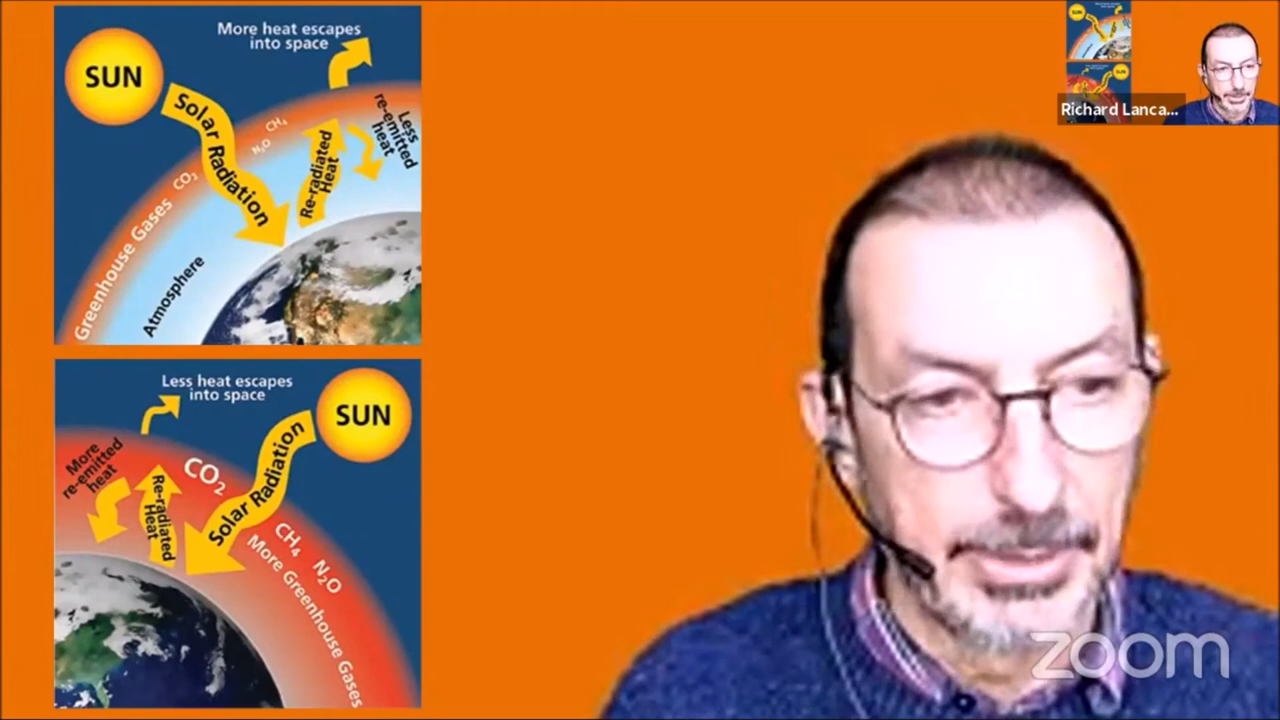 More heat escapes
into space
SUN
Solar Radiation
CH4
N2O
CO2
Re-radiated
Heat
Less
re-emitted
heat
Greenhouse Gases
Atmosphere
Less heat escapes
into space
SUN
More
re-emitted
heat
CO2
Re-radiated
Heat
Solar Radiation
CH4
N2O
More Greenhouse Gases
Richard Lanca...
zoom